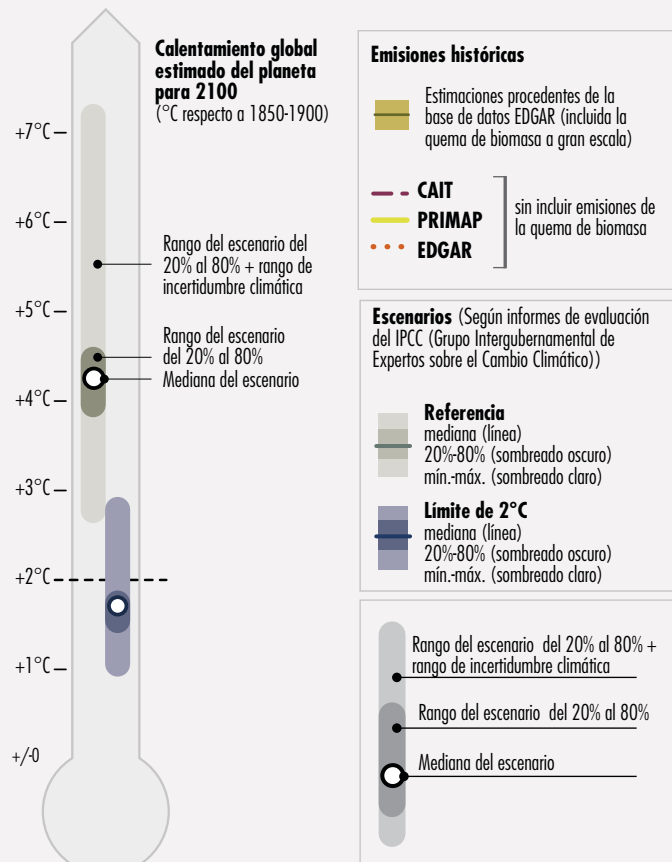 Calentamiento global
estimado del planeta
para 2100
(°C respecto a 1850-1900)
+7°C
+6°C
+5°C
+4°C
+3°C
+2°C
+1°C
+/-0
Rango del escenario del
20% al 80% + rango de
incertidumbre climática
Rango del escenario
del 20% al 80%
Mediana del escenario
Emisiones históricas
Estimaciones procedentes de la
base de datos EDGAR (incluida la
quema de biomasa a gran escala)
CAIT
PRIMAP
EDGAR
sin incluir emisiones de
la quema de biomasa
Escenarios (Según informes de evaluación
del IPCC (Grupo Intergubernamental de
Expertos sobre el Cambio Climático))
Referencia
mediana (línea)
20%-80% (sombreado oscuro)
mín.-máx. (sombreado claro)
Límite de 2°C
mediana (línea)
20%-80% (sombreado oscuro)
mín.-máx. (sombreado claro)
Rango del escenario del 20% al 80% +
rango de incertidumbre climática
Rango del escenario del 20% al 80%
Mediana del escenario